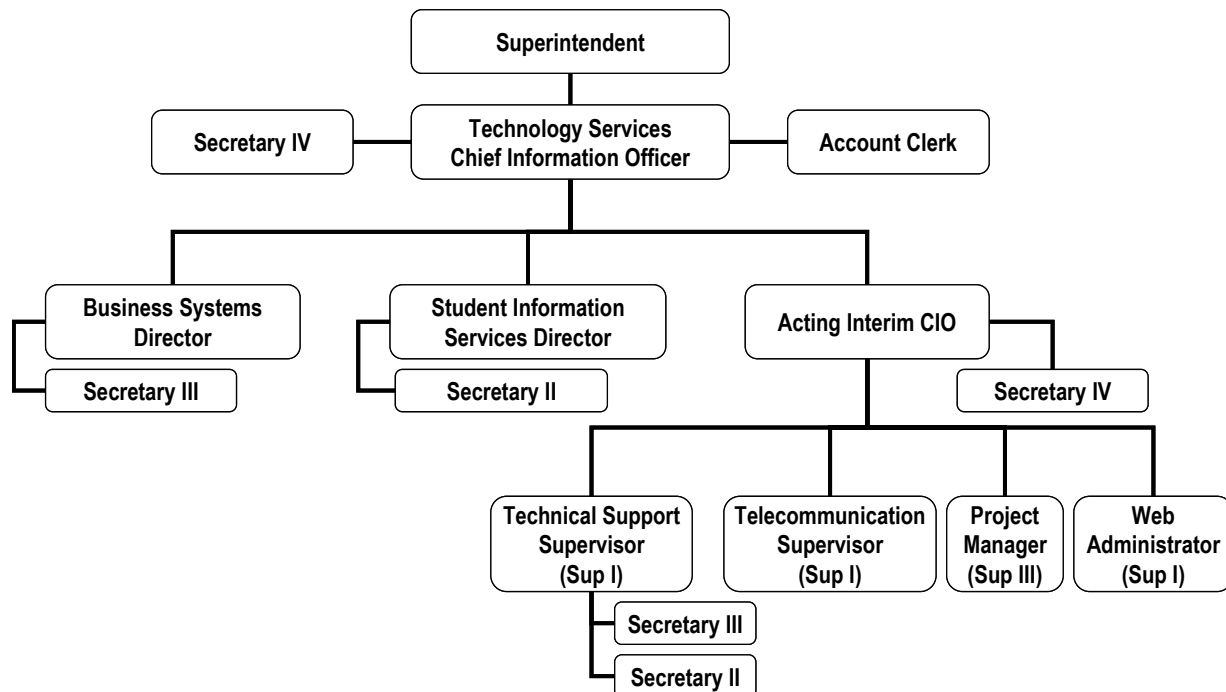 Superintendent
Secretary IV
Technology Services
Chief Information Officer
Account Clerk
Business Systems
Director
Student Information
Services Director
Acting Interim CIO
Secretary III
Secretary II
Secretary IV
Technical Support
Supervisor
(Sup I)
Telecommunication
Supervisor
(Sup I)
Project
Manager
(Sup III)
Web
Administrator
(Sup I)
Secretary III
Secretary II